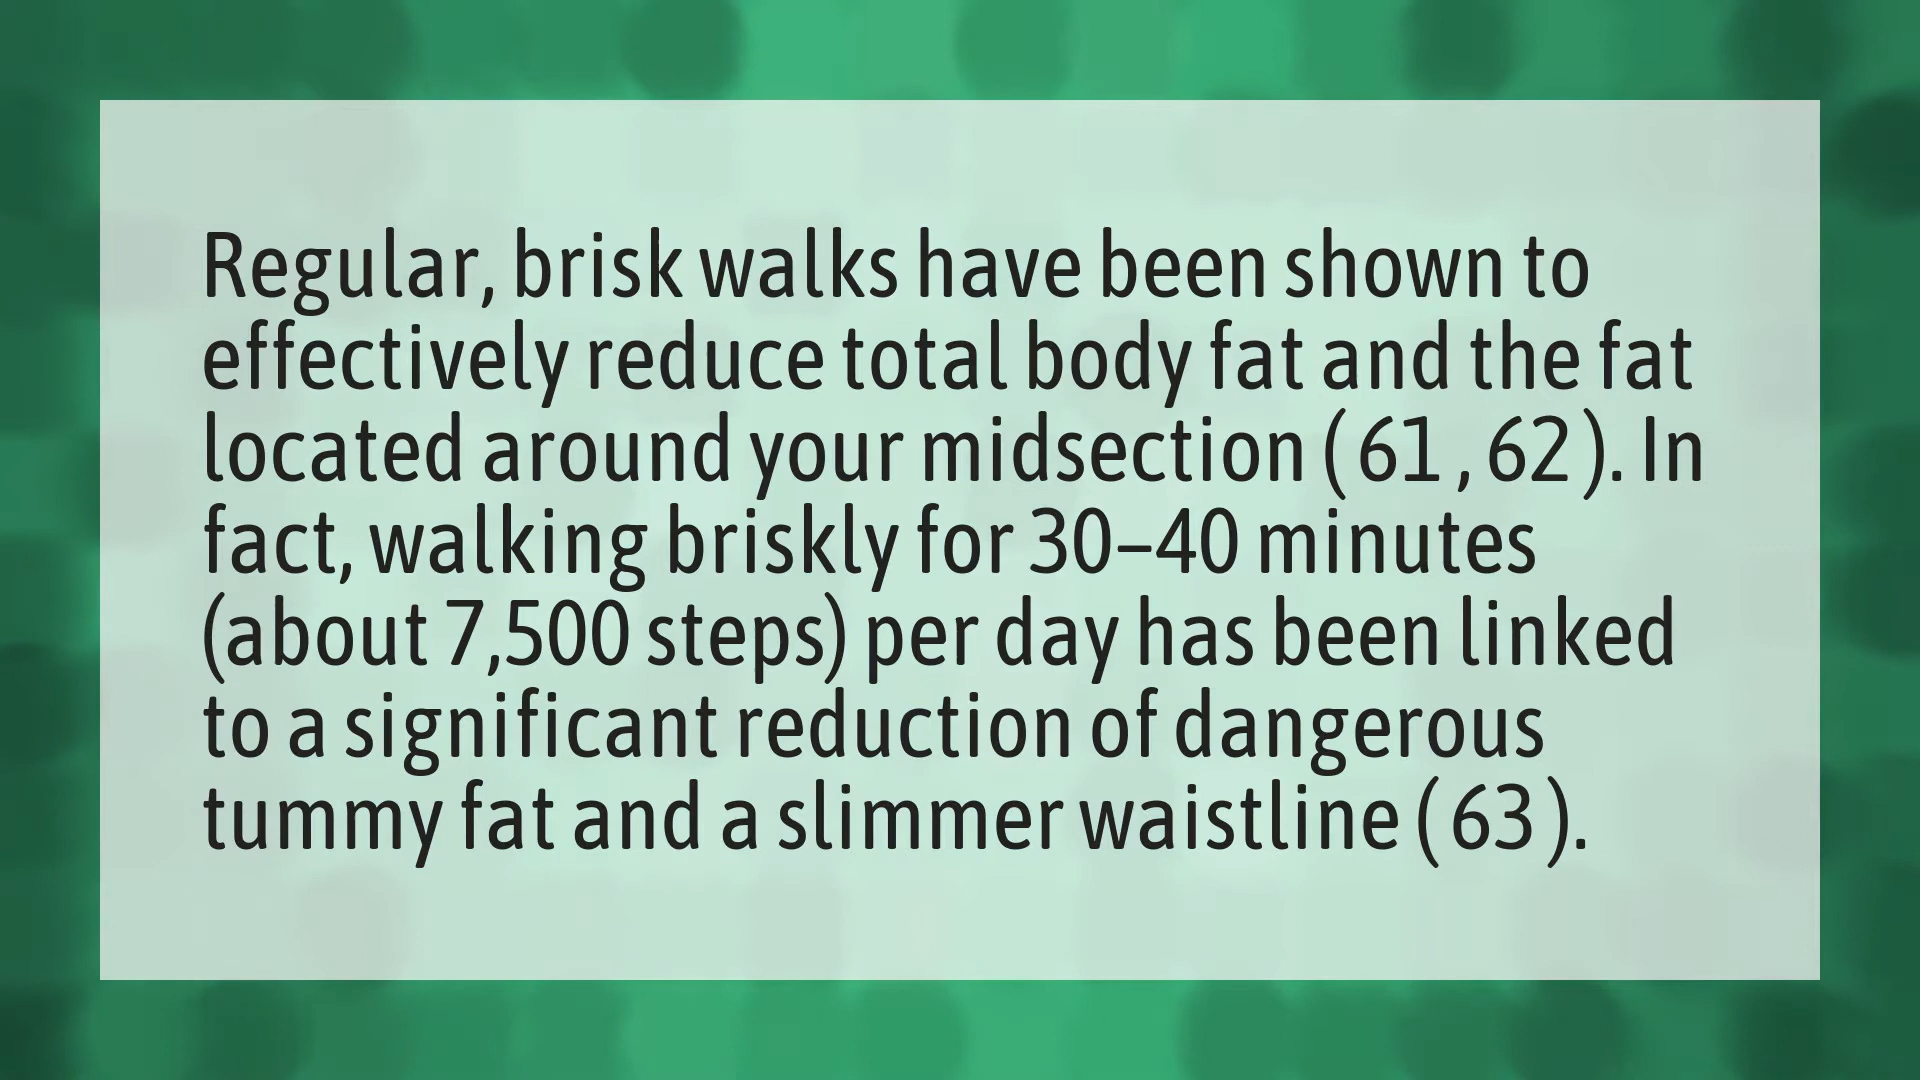 Regular, brisk walks have been shown to
effectively reduce total body fat and the fat
located around your midsection ( 61 , 62 ). In
fact, walking briskly for 30–40 minutes
(about 7,500 steps) per day has been linked
to a significant reduction of dangerous
tummy fat and a slimmer waistline ( 63 ).